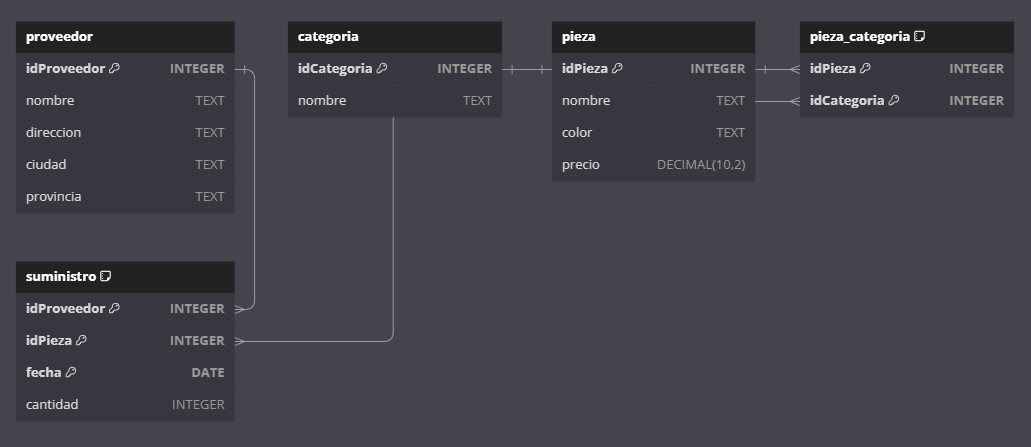 proveedor
idProveedor INTEGER
nombre TEXT
direccion TEXT
ciudad TEXT
provincia TEXT
categoria
idCategoria INTEGER
nombre TEXT
pieza
idPieza INTEGER
nombre TEXT
color TEXT
precio DECIMAL(10,2)
pieza_categoria
idPieza INTEGER
idCategoria INTEGER
suministro
idProveedor INTEGER
idPieza INTEGER
fecha DATE
cantidad INTEGER